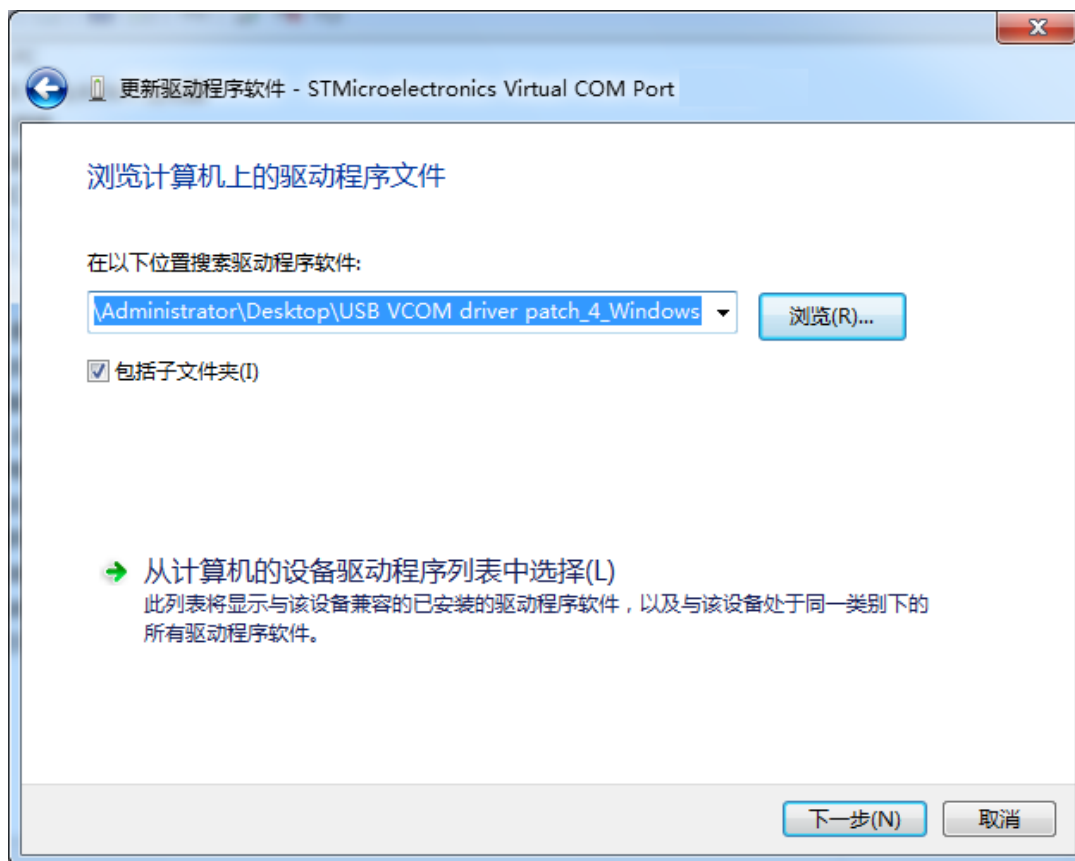 更新驱动程序软件 - STMicroelectronics Virtual COM Port
浏览计算机上的驱动程序文件
在以下位置搜索驱动程序软件:
\Administrator\Desktop\USB VCOM driver patch_4_Windows
浏览(R)...
包括子文件夹(I)
从计算机的设备驱动程序列表中选择(L)
此列表将显示与该设备兼容的已安装的驱动程序软件，以及与该设备处于同一类别下的
所有驱动程序软件。
下一步(N)
取消